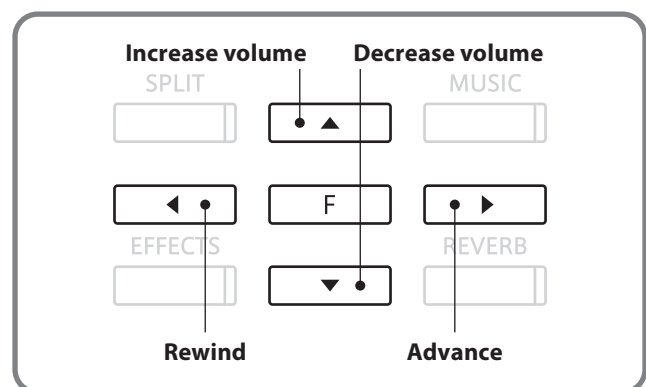 Increase volume Decrease volume
SPLIT MUSIC
F
EFFECTS REVERB
Rewind Advance